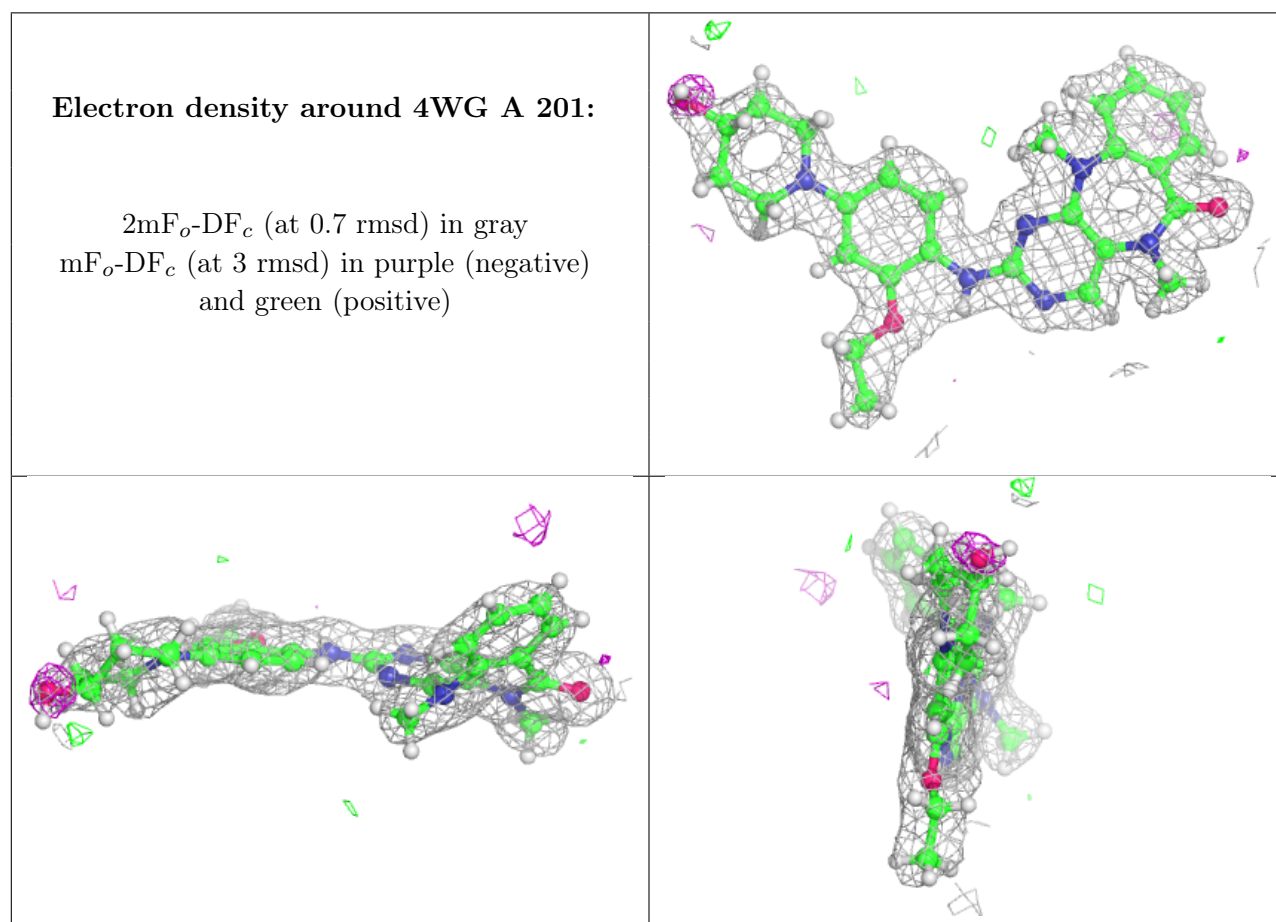 Electron density around 4WG A 201:
2mFₒ-DF𝑐 (at 0.7 rmsd) in gray
mFₒ-DF𝑐 (at 3 rmsd) in purple (negative)
and green (positive)